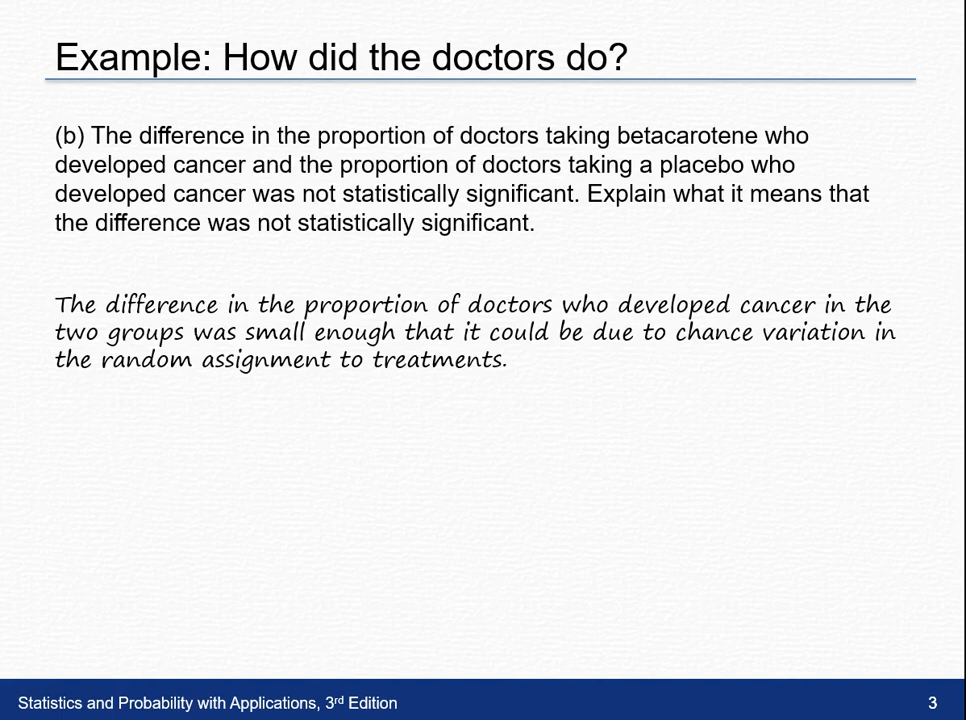 Example: How did the doctors do?
(b) The difference in the proportion of doctors taking betacarotene who
developed cancer and the proportion of doctors taking a placebo who
developed cancer was not statistically significant. Explain what it means that
the difference was not statistically significant.
The difference in the proportion of doctors who developed cancer in the
two groups was small enough that it could be due to chance variation in
the random assignment to treatments.
Statistics and Probability with Applications, 3rd Edition
3